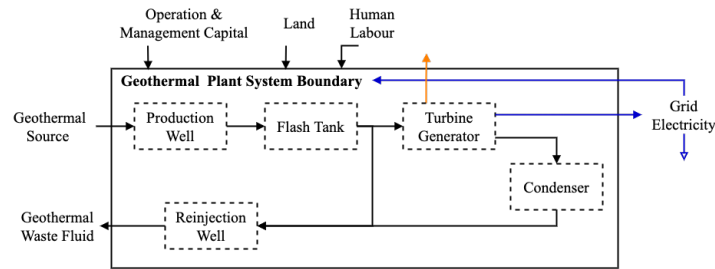 Operation &
Management Capital
Land
Human
Labour
Geothermal Plant System Boundary
Geothermal
Source
Production
Well
Flash Tank
Turbine
Generator
Grid
Electricity
Condenser
Geothermal
Waste Fluid
Reinjection
Well